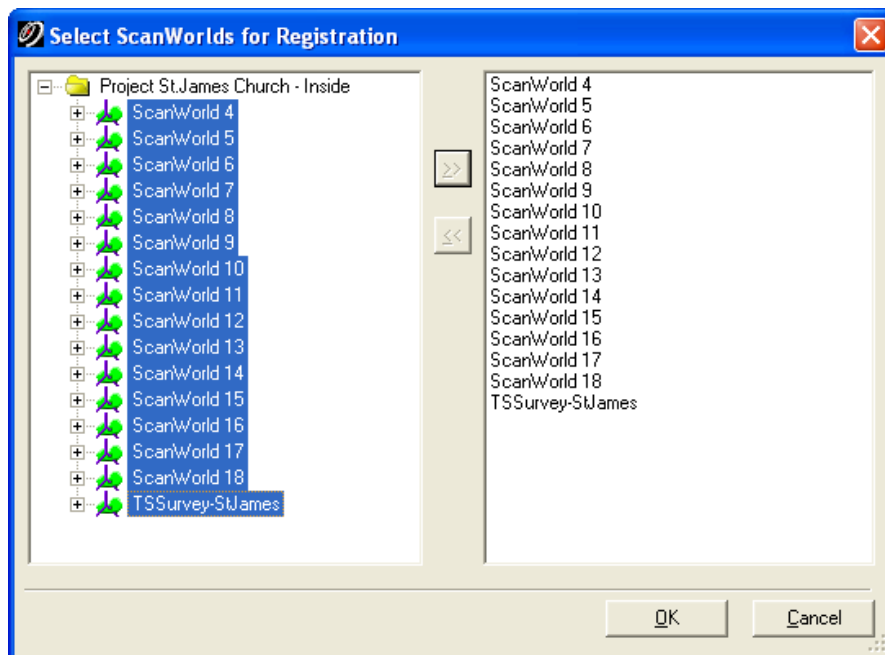 Select ScanWorlds for Registration
Project St.James Church - Inside
ScanWorld 4
ScanWorld 5
ScanWorld 6
ScanWorld 7
ScanWorld 8
ScanWorld 9
ScanWorld 10
ScanWorld 11
ScanWorld 12
ScanWorld 13
ScanWorld 14
ScanWorld 15
ScanWorld 16
ScanWorld 17
ScanWorld 18
TSSurvey-StJames
>>
<<
ScanWorld 4
ScanWorld 5
ScanWorld 6
ScanWorld 7
ScanWorld 8
ScanWorld 9
ScanWorld 10
ScanWorld 11
ScanWorld 12
ScanWorld 13
ScanWorld 14
ScanWorld 15
ScanWorld 16
ScanWorld 17
ScanWorld 18
TSSurvey-StJames
OK
Cancel